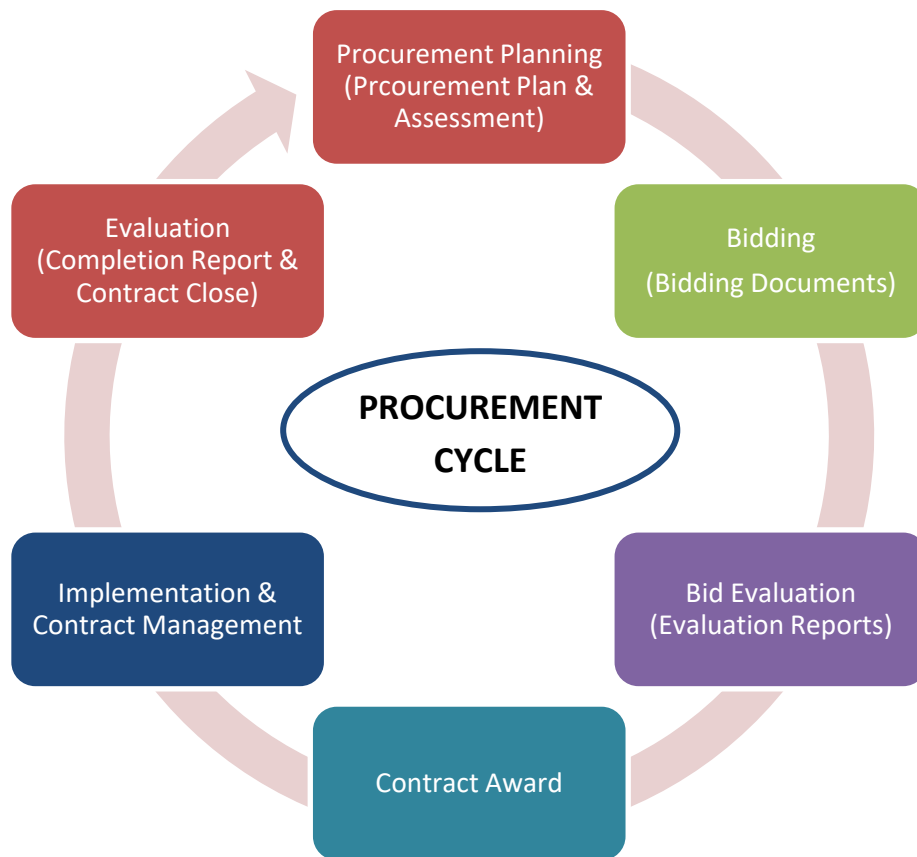 Procurement Planning
(Prcourement Plan &
Assessment)
Bidding
(Bidding Documents)
Bid Evaluation
(Evaluation Reports)
Contract Award
Implementation &
Contract Management
Evaluation
(Completion Report &
Contract Close)
PROCUREMENT
CYCLE